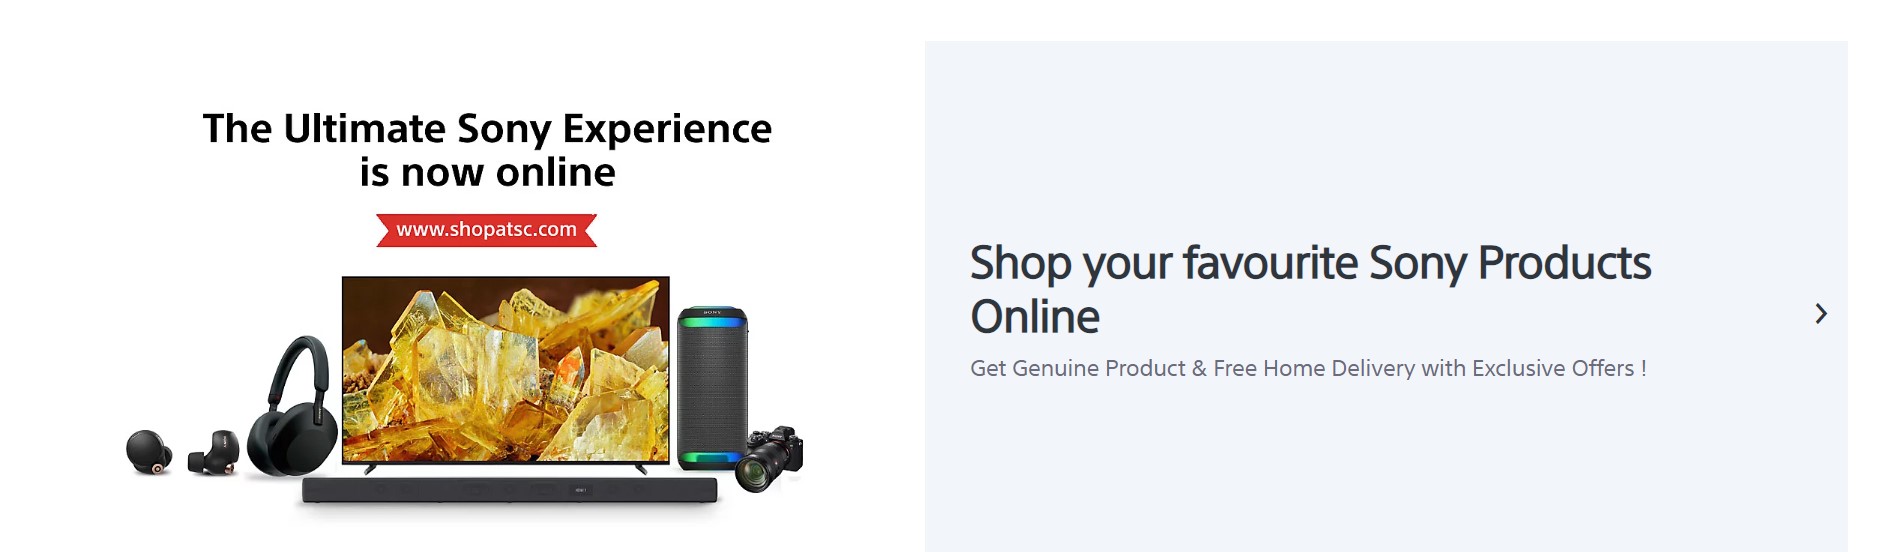 The Ultimate Sony Experience
is now online
www.shopatsc.com
SONY
Shop your favourite Sony Products
Online
Get Genuine Product & Free Home Delivery with Exclusive Offers !